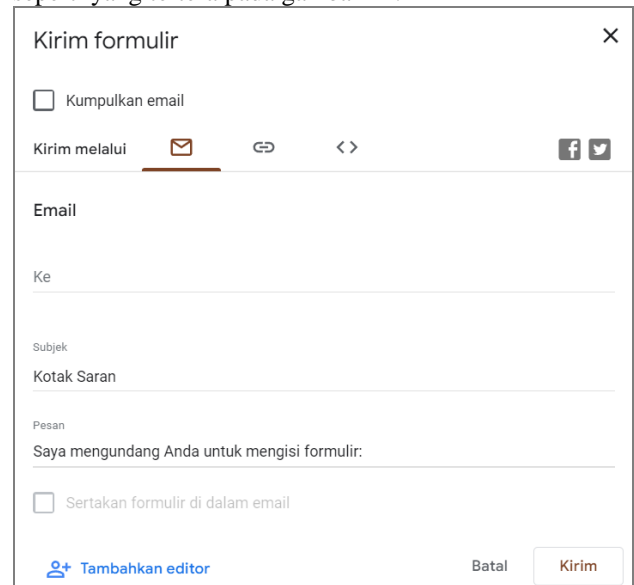 Kirim formulir
Kumpulkan email
Kirim melalui
Email
Ke
Subjek
Kotak Saran
Pesan
Saya mengundang Anda untuk mengisi formulir:
Sertakan formulir di dalam email
Tambahkan editor Batal Kirim